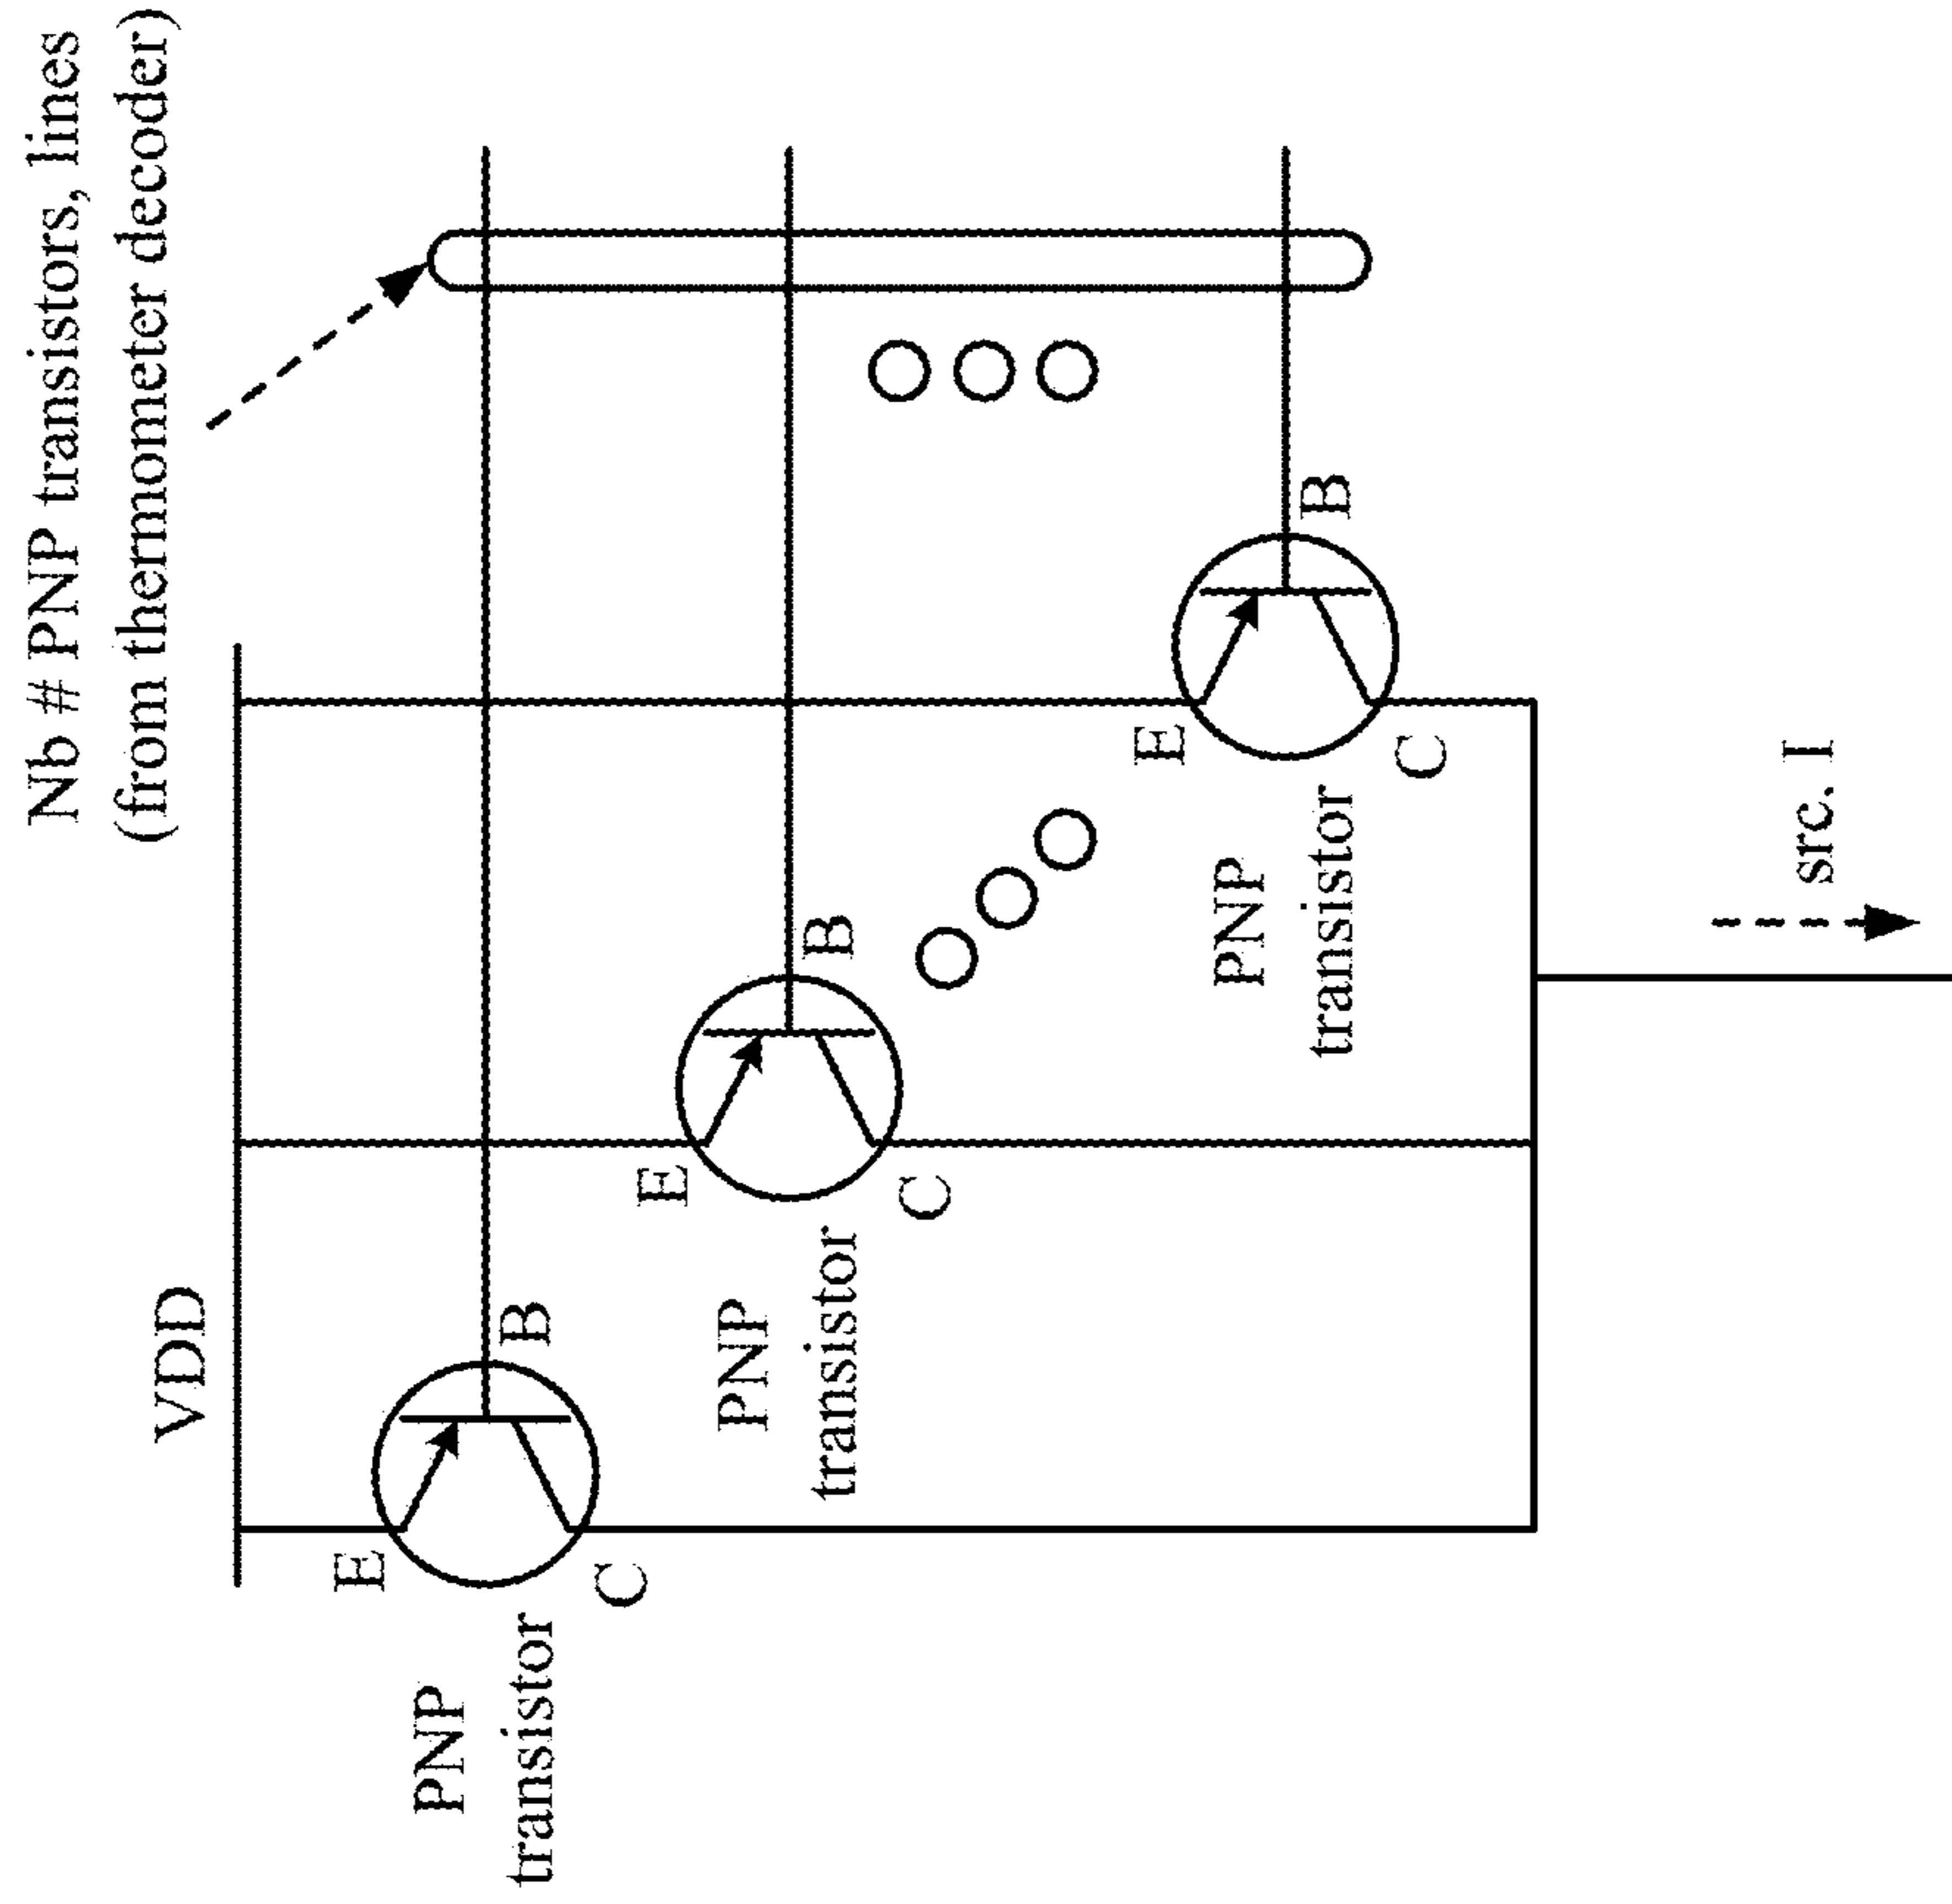 Nb # PNP transistors, lines
(from thermometer decoder)
VDD
E
B
C
PNP
transistor
E
B
C
PNP
transistor
E
B
C
PNP
transistor
src. I